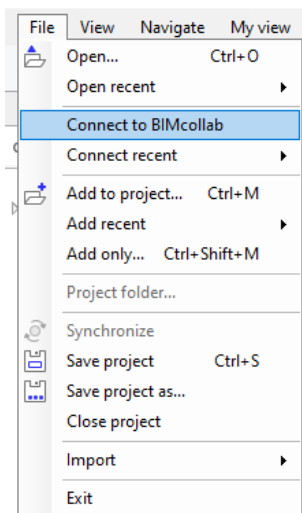 File View Navigate My view
Open... Ctrl+O
Open recent
Connect to BIMcollab
Connect recent
Add to project... Ctrl+M
Add recent
Add only... Ctrl+Shift+M
Project folder...
Synchronize
Save project Ctrl+S
Save project as...
Close project
Import
Exit